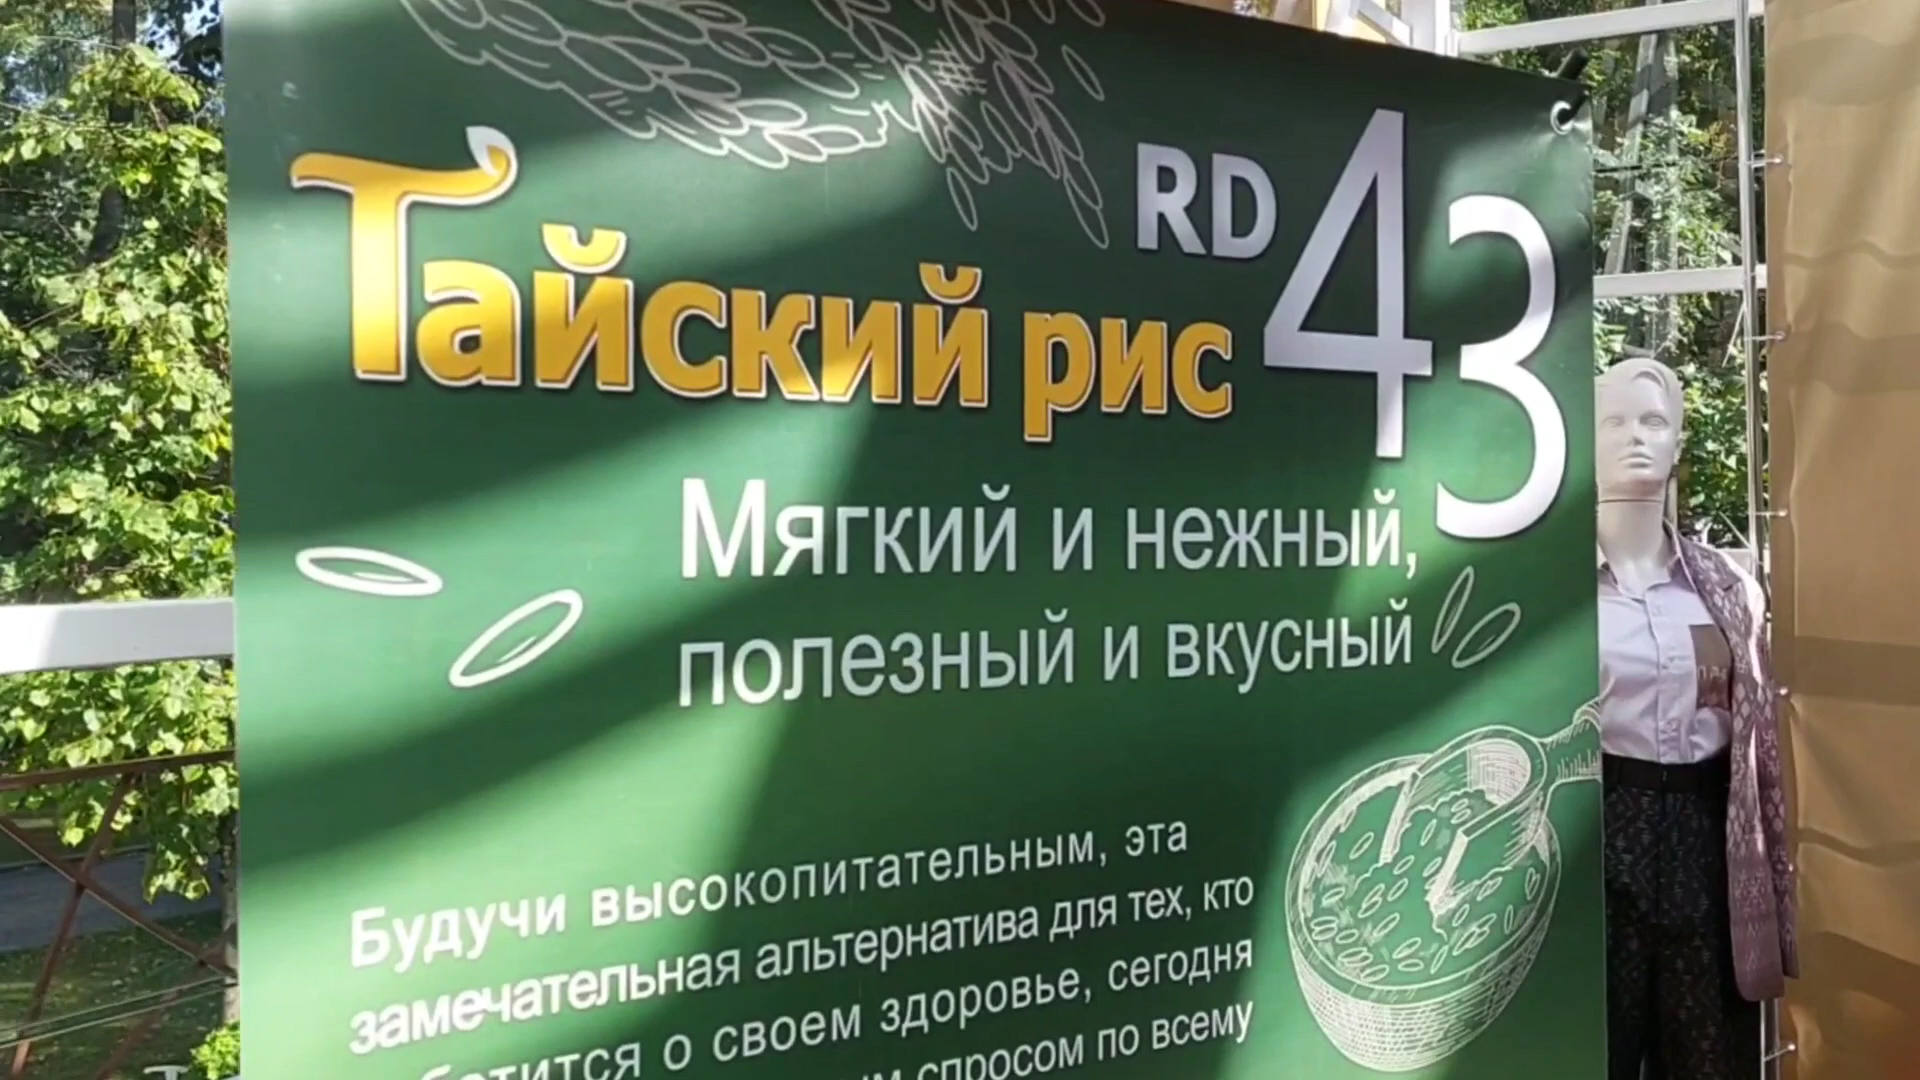 RD 43
Тайский рис
Мягкий и нежный,
полезный и вкусный
Будучи высокопитательным, эта
замечательная альтернатива для тех, кто
о своем здоровье, сегодня
спросом по всему